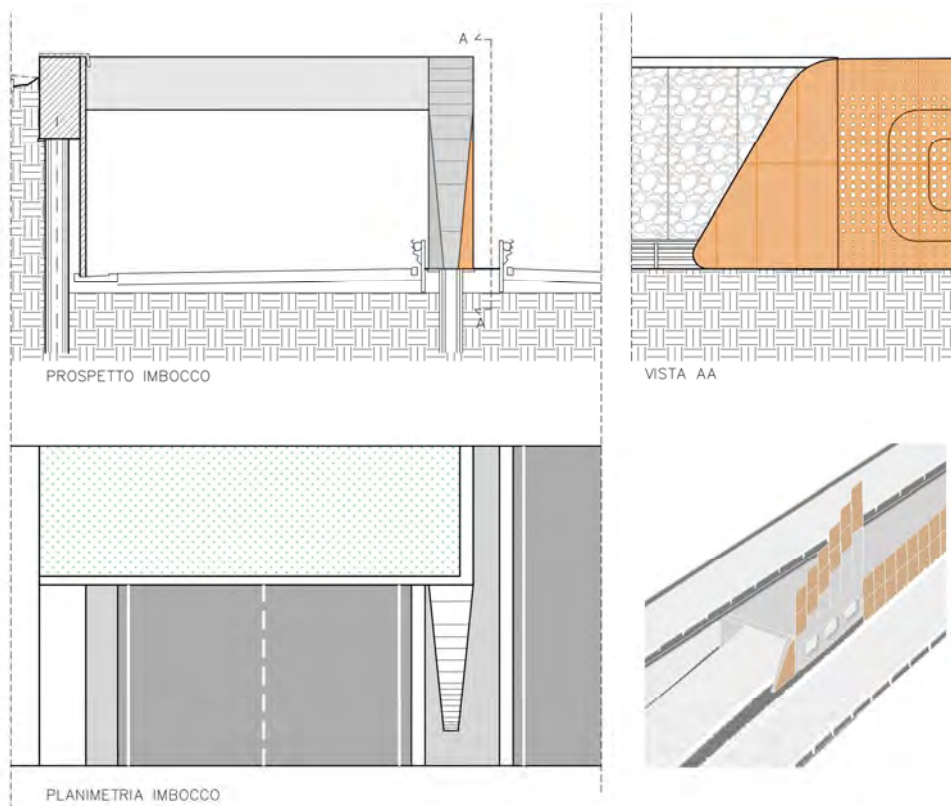 A
A
PROSPETTO IMBOCCO
VISTA AA
PLANIMETRIA IMBOCCO